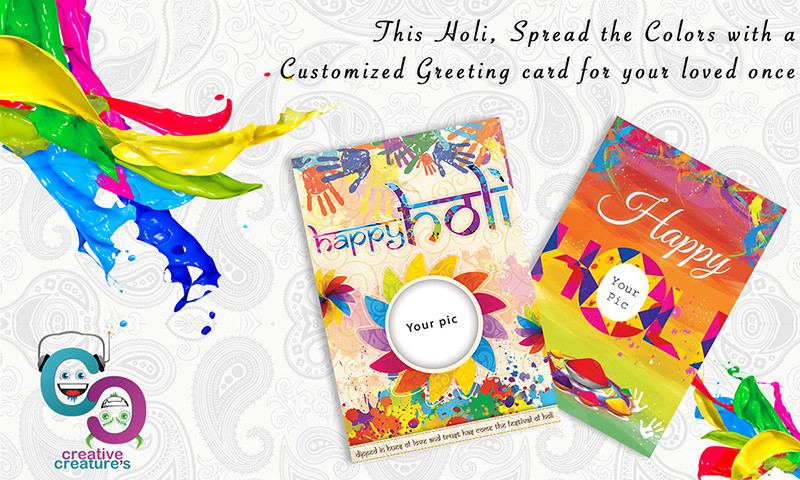 This Holi, Spread the Colors with a
Customized Greeting card for your loved once
happy holi
Your pic
dipped in hues of love and trust has come the festival of holi
Happy
HOLI
Your
Pic
creative
creature's